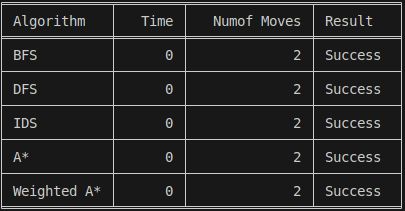 Algorithm Time Numof Moves Result
BFS 0 2 Success
DFS 0 2 Success
IDS 0 2 Success
A* 0 2 Success
Weighted A* 0 2 Success